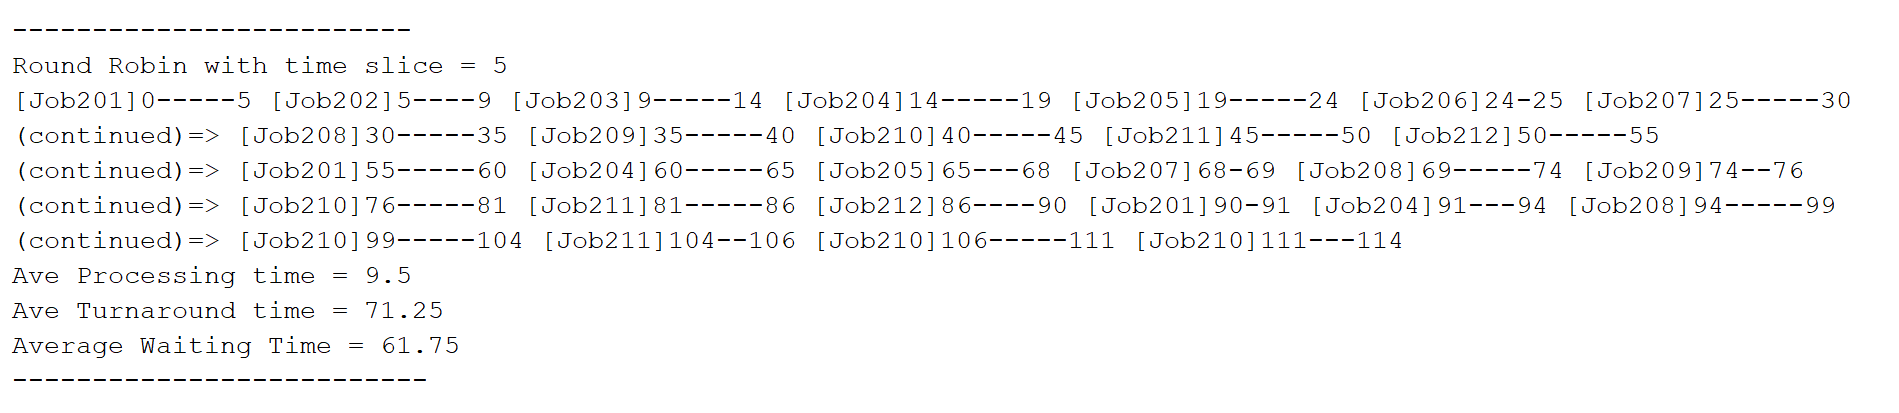 -------------------------
Round Robin with time slice = 5
[Job201]0-----5 [Job202]5----9 [Job203]9-----14 [Job204]14-----19 [Job205]19-----24 [Job206]24-25 [Job207]25-----30
(continued)=> [Job208]30-----35 [Job209]35-----40 [Job210]40-----45 [Job211]45-----50 [Job212]50-----55
(continued)=> [Job201]55-----60 [Job204]60-----65 [Job205]65---68 [Job207]68-69 [Job208]69-----74 [Job209]74--76
(continued)=> [Job210]76-----81 [Job211]81-----86 [Job212]86----90 [Job201]90-91 [Job204]91---94 [Job208]94-----99
(continued)=> [Job210]99-----104 [Job211]104--106 [Job210]106-----111 [Job210]111---114
Ave Processing time = 9.5
Ave Turnaround time = 71.25
Average Waiting Time = 61.75
--------------------------